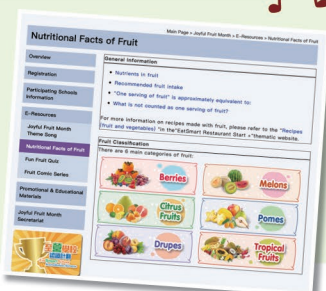 Main Page > Joyful Fruit Month > E-Resources > Nutritional Facts of Fruit
Nutritional Facts of Fruit
Overview
Registration
Participating Schools
Information
E-Resources
Joyful Fruit Month
Theme Song
Nutritional Facts of Fruit
Fun Fruit Quiz
Fruit Comic Series
Promotional & Educational
Materials
Joyful Fruit Month
Secretariat
General Information
• Nutrients in fruit
• Recommended fruit intake
• "One serving of fruit" is approximately equivalent to:
• What is not counted as one serving of fruit?
For more information on recipes made with fruit, please refer to the "Recipes
(fruit and vegetables)" in the"EatSmart Restaurant Star+"thematic website.
Fruit Classification
There are 6 main categories of fruit:
Berries
Melons
Citrus
Fruits
Pomes
Drupes
Tropical
Fruits